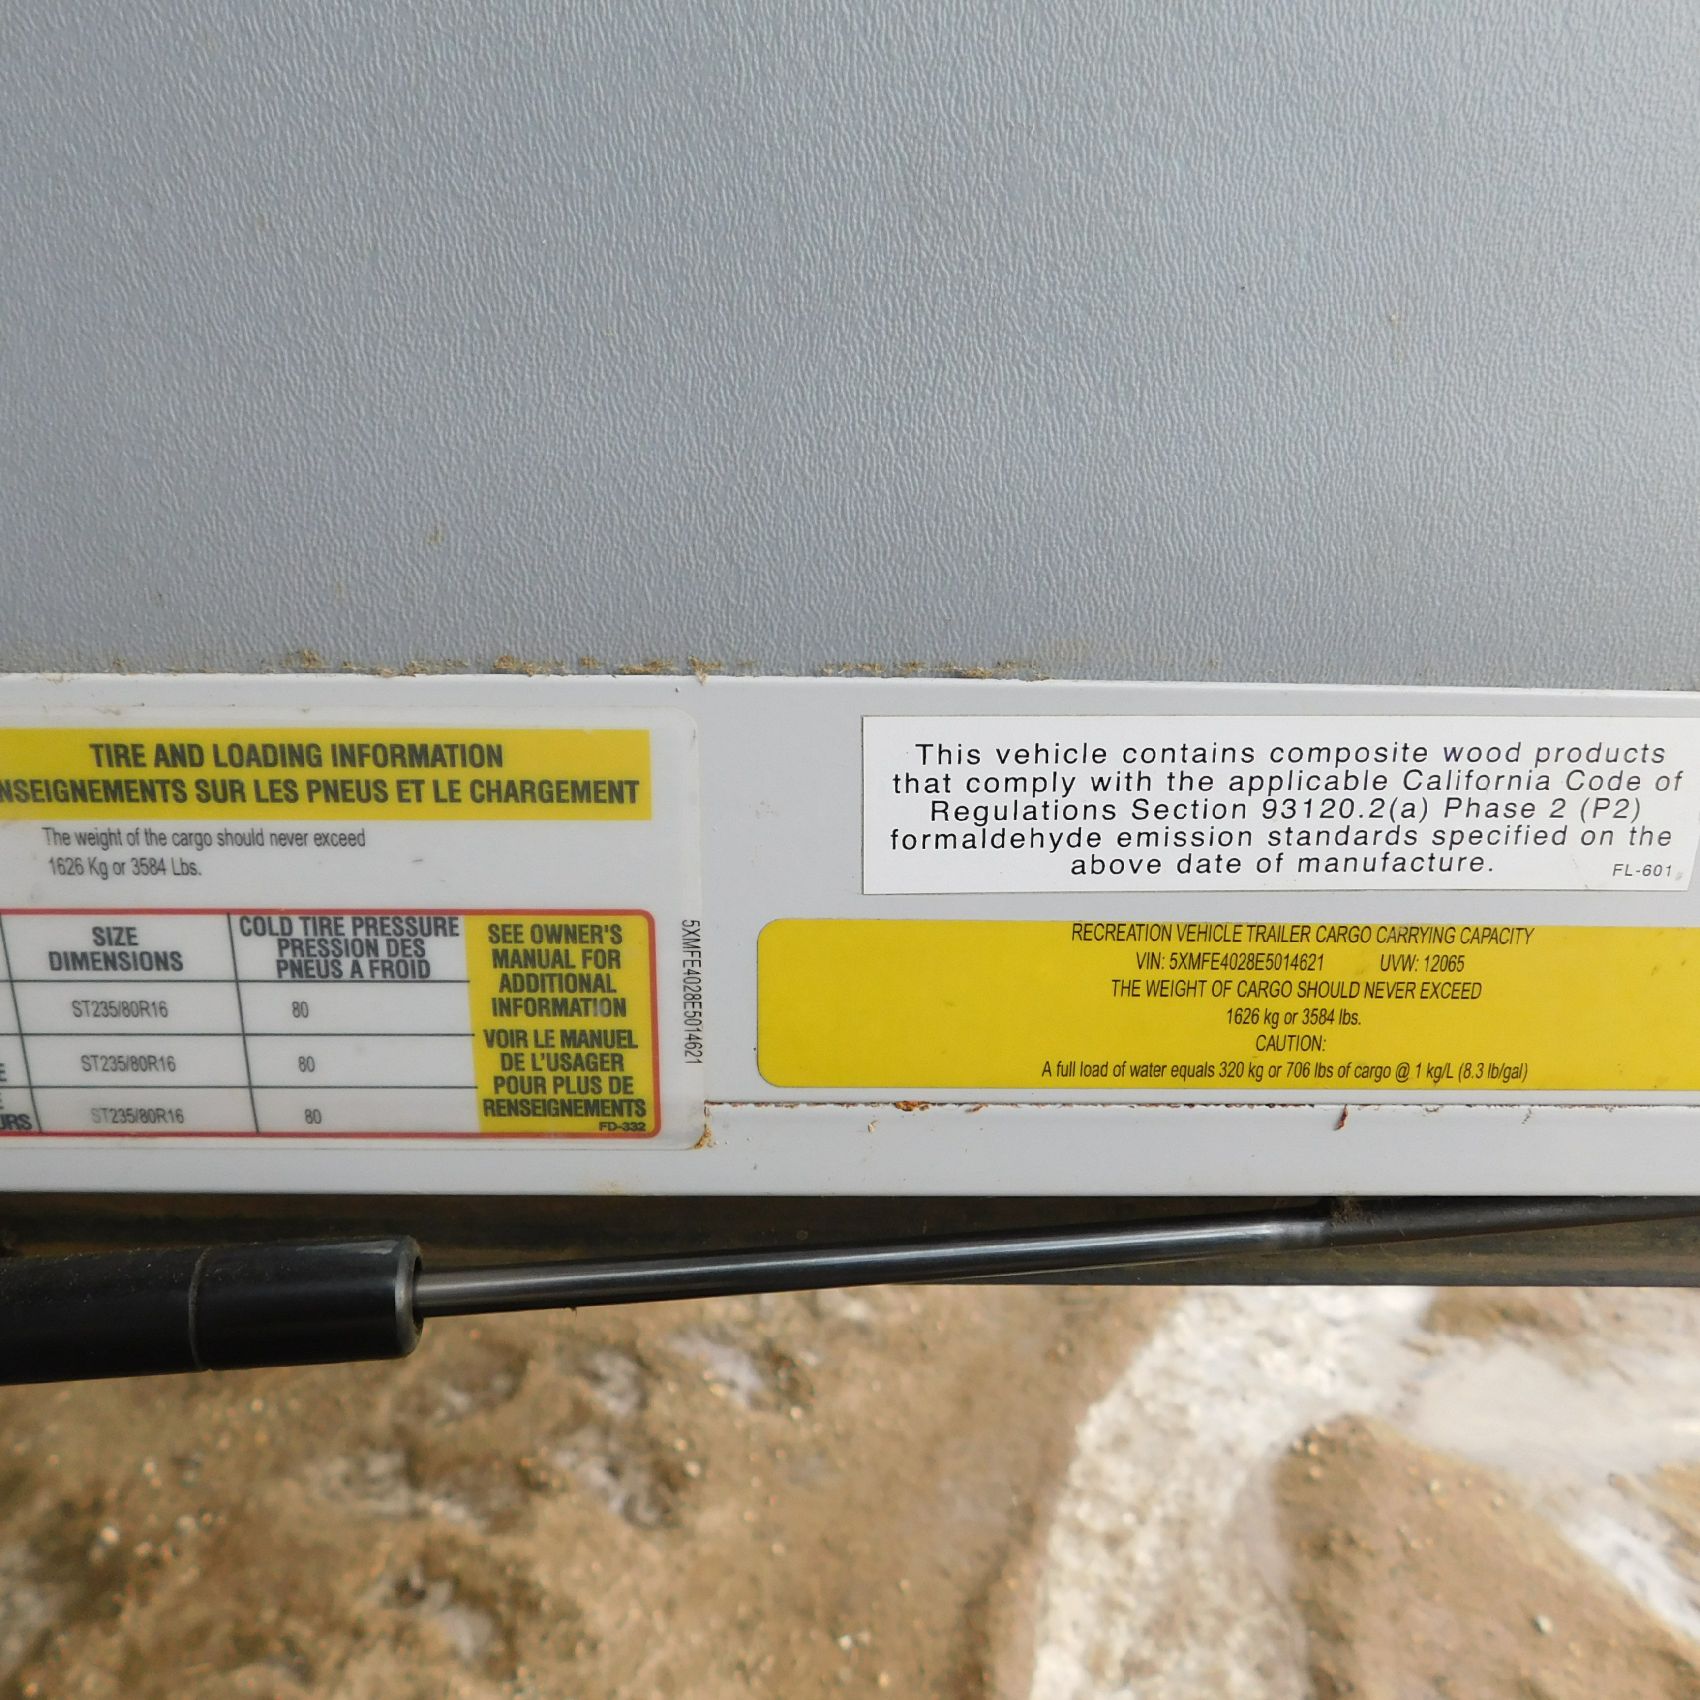 TIRE AND LOADING INFORMATION
NSEIGNEMENTS SUR LES PNEUS ET LE CHARGEMENT
The weight of the cargo should never exceed
1626 Kg or 3584 Lbs.
SIZE
DIMENSIONS
COLD TIRE PRESSURE
PRESSION DES
PNEUS A FROID
ST235/80R16 80
ST235/80R16 80
URS ST235/80R16 80
SEE OWNER'S
MANUAL FOR
ADDITIONAL
INFORMATION
VOIR LE MANUEL
DE L'USAGER
POUR PLUS DE
RENSEIGNEMENTS
FD-332
5XMFE4028E5014621
This vehicle contains composite wood products
that comply with the applicable California Code of
Regulations Section 93120.2(a) Phase 2 (P2)
formaldehyde emission standards specified on the
above date of manufacture.
FL-601
RECREATION VEHICLE TRAILER CARGO CARRYING CAPACITY
VIN: 5XMFE4028E5014621 UVW: 12065
THE WEIGHT OF CARGO SHOULD NEVER EXCEED
1626 kg or 3584 lbs.
CAUTION:
A full load of water equals 320 kg or 706 lbs of cargo @ 1 kg/L (8.3 lb/gal)